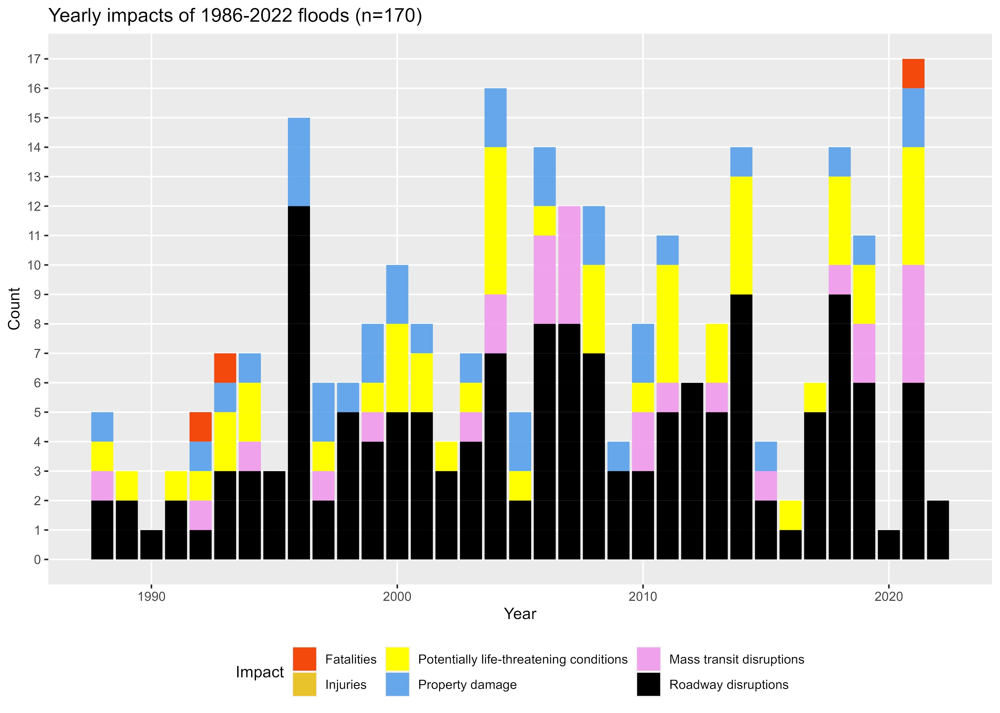 Yearly impacts of 1986-2022 floods (n=170)
17
16
15
14
13
12
11
10
9
8
7
6
5
4
3
2
1
0
Count
1990 2000 2010 2020
Year
Impact
Fatalities Potentially life-threatening conditions Mass transit disruptions
Injuries Property damage Roadway disruptions